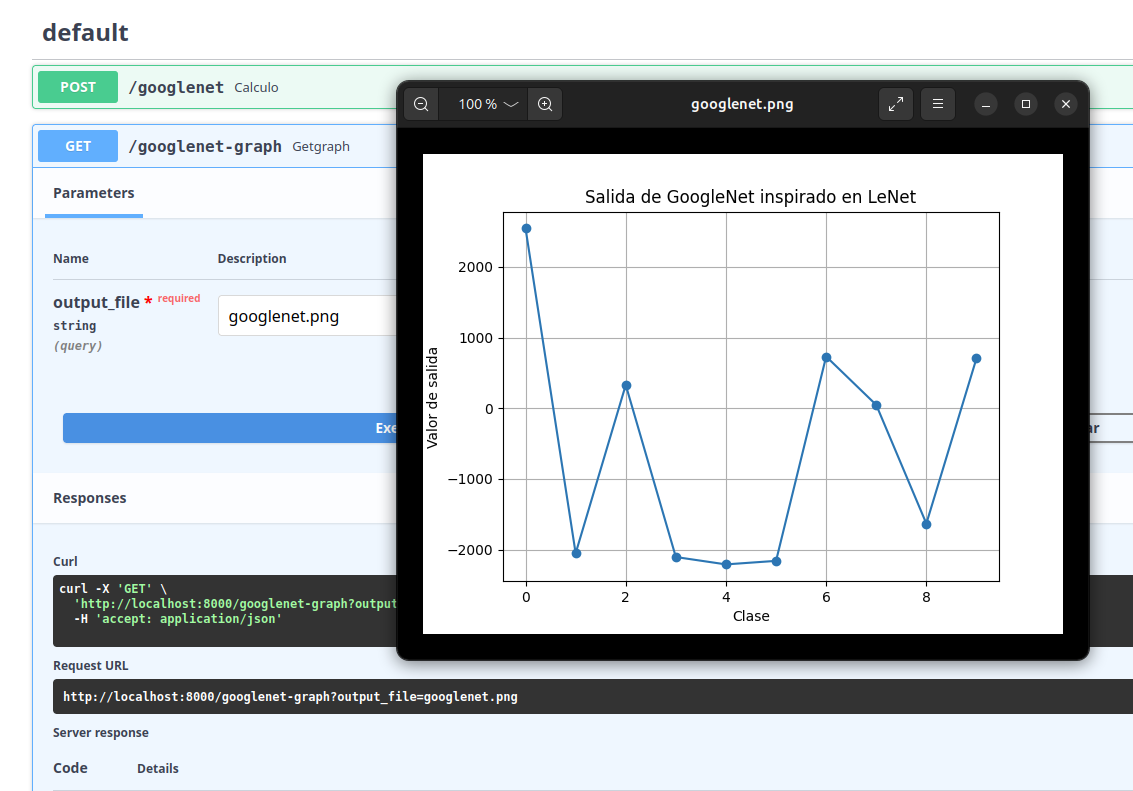 default
POST /googlenet Calculo
GET /googlenet-graph Getgraph
Parameters
Name Description
output_file * required
string
(query)
googlenet.png
Responses
Curl
curl -X 'GET' \
'http://localhost:8000/googlenet-graph?output
-H 'accept: application/json'
Request URL
http://localhost:8000/googlenet-graph?output_file=googlenet.png
Server response
Code Details
100 %
googlenet.png
Salida de GoogleNet inspirado en LeNet
Valor de salida
2000
1000
0
−1000
−2000
0 2 4 6 8
Clase